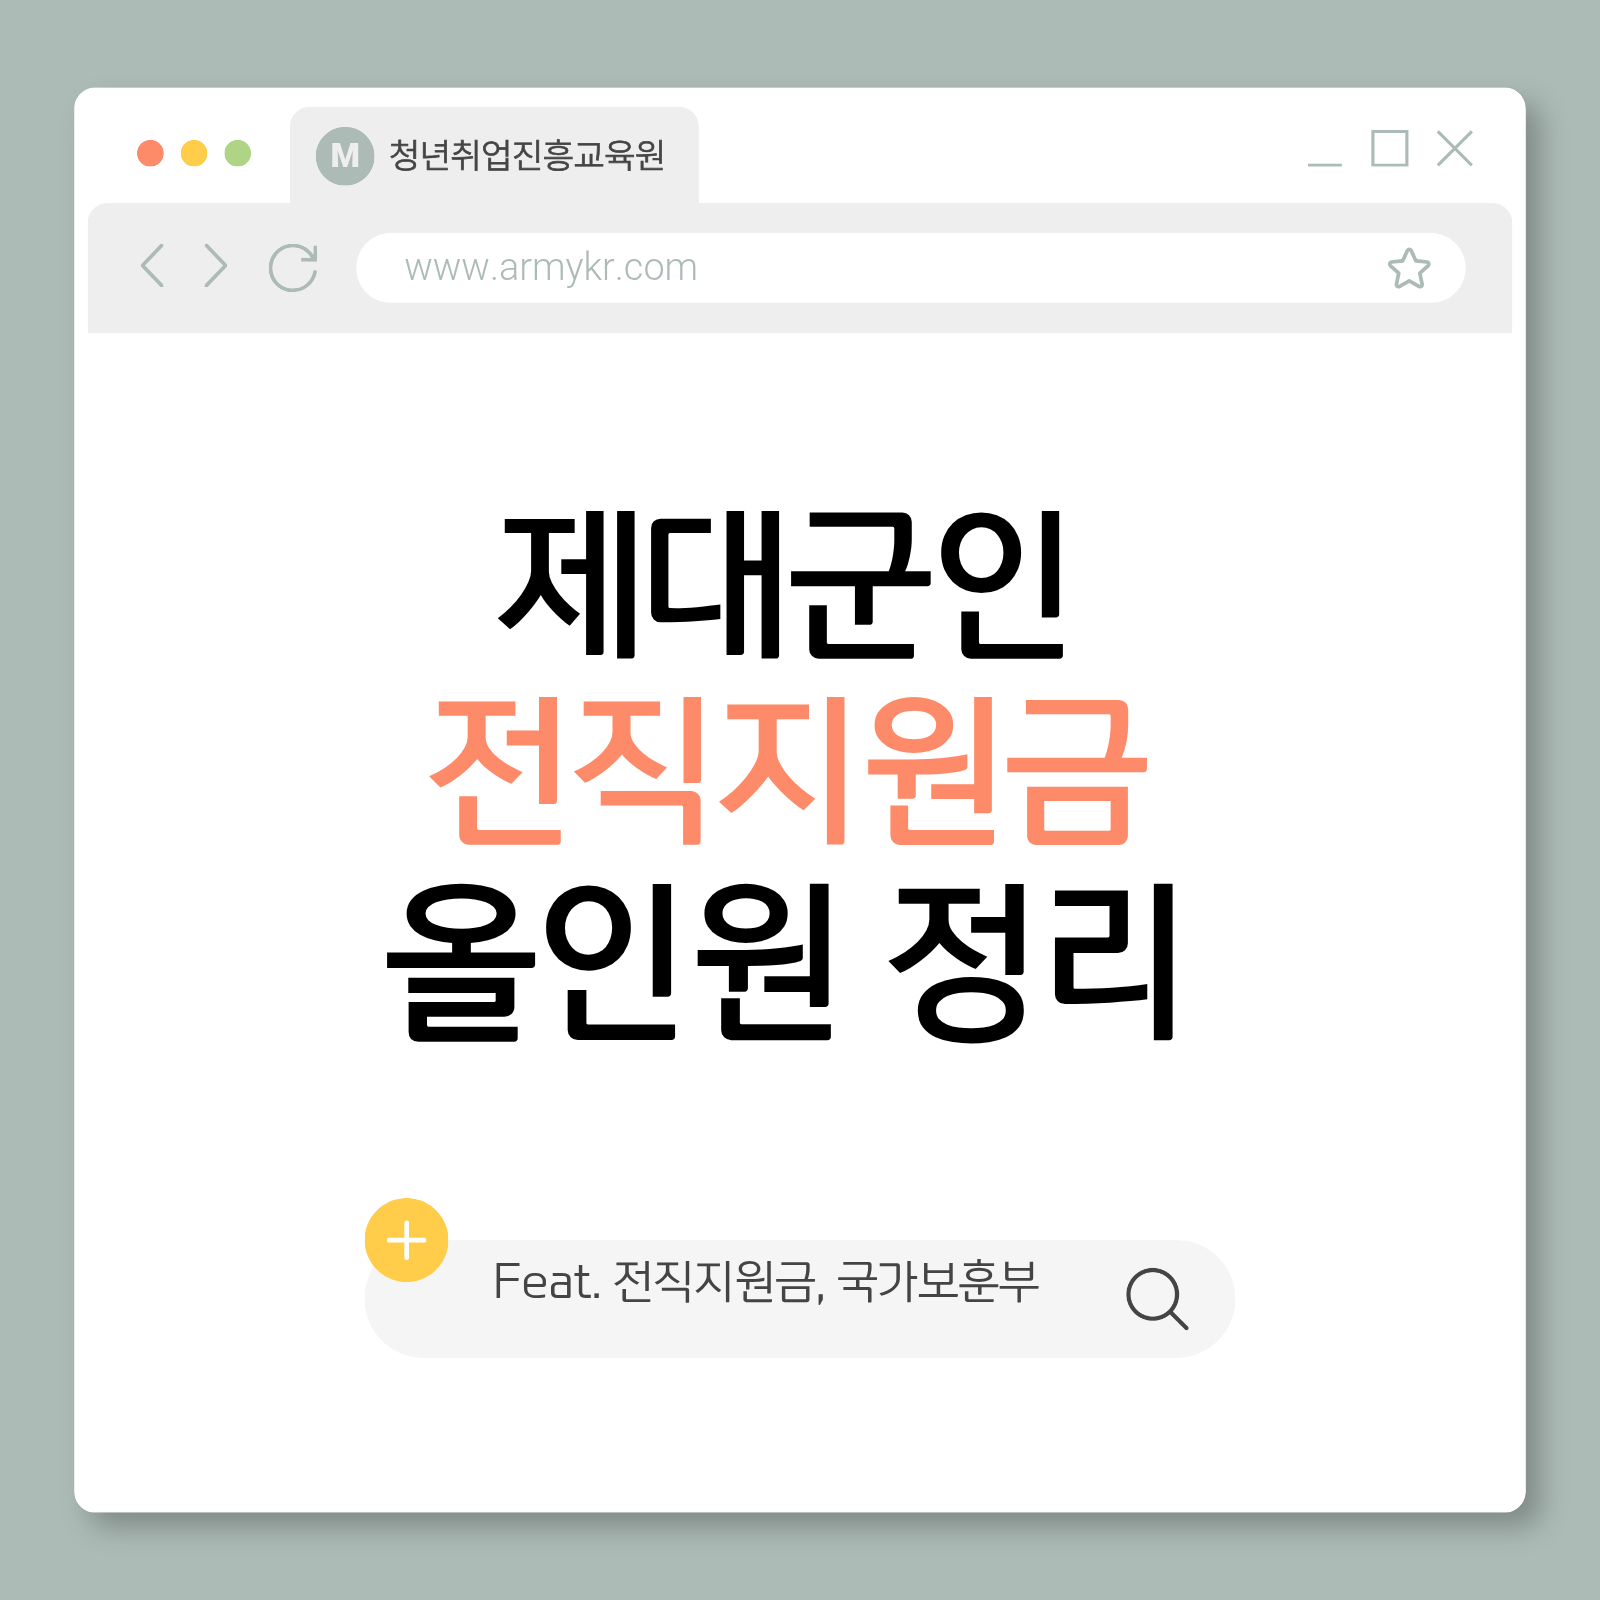 M 청년취업진흥교육원
www.armykr.com
제대군인
전직지원금
올인원 정리
Feat. 전직지원금, 국가보훈부